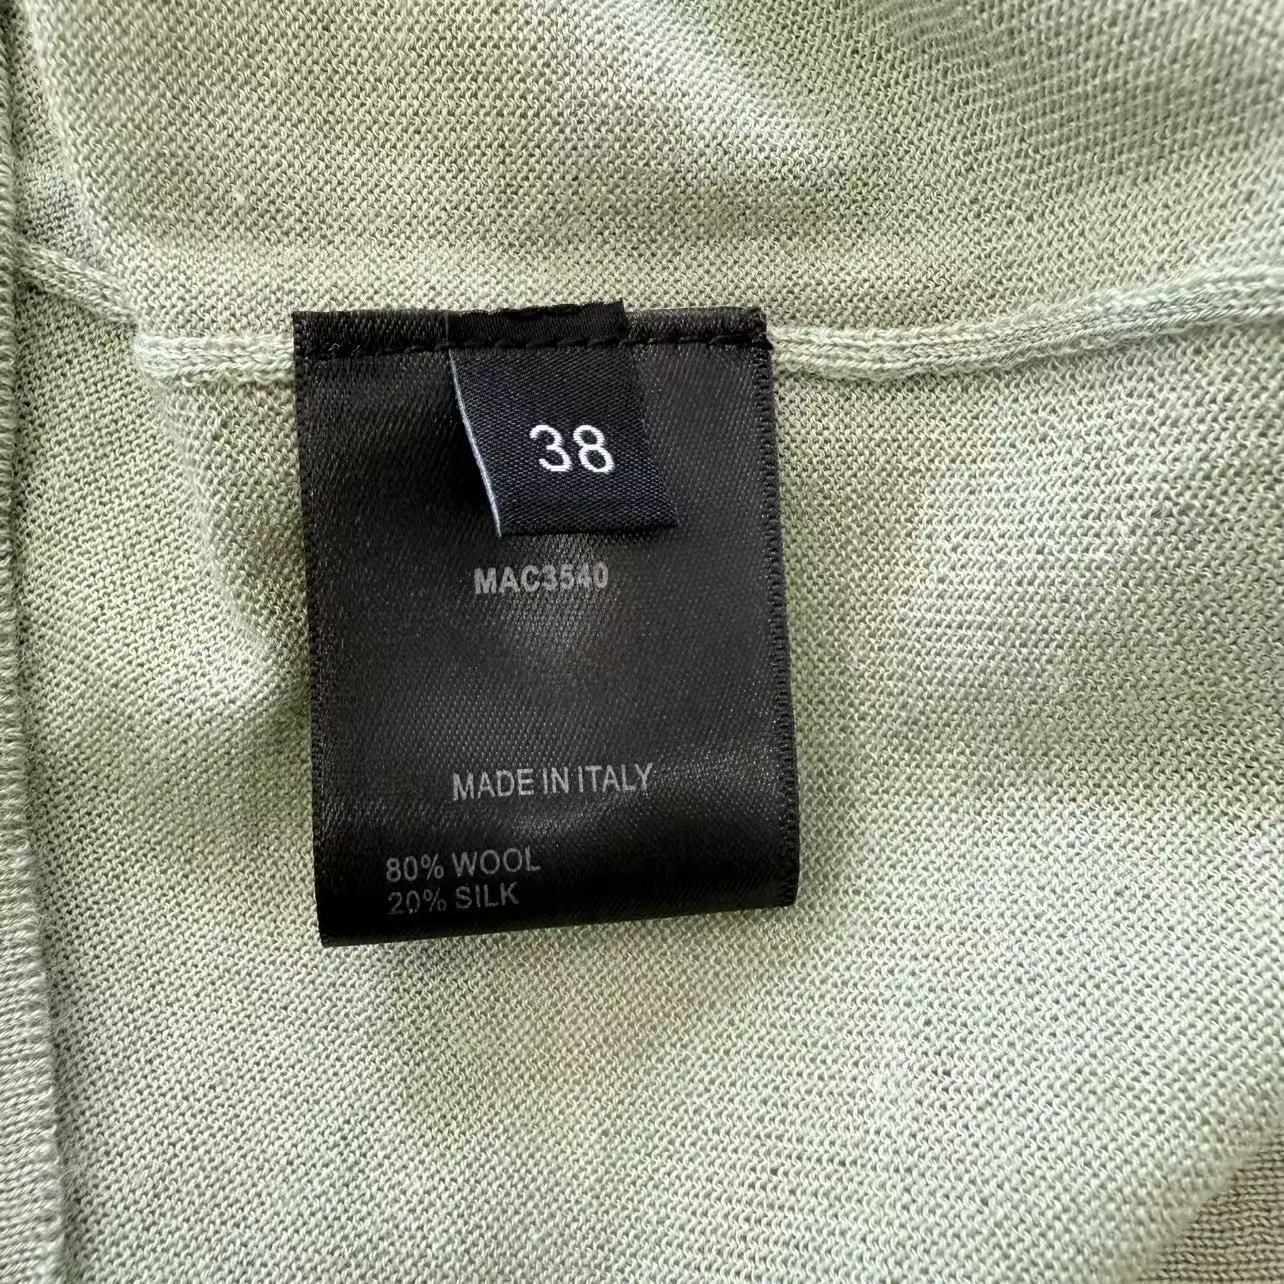 38
MAC3540
MADE IN ITALY
80% WOOL
20% SILK